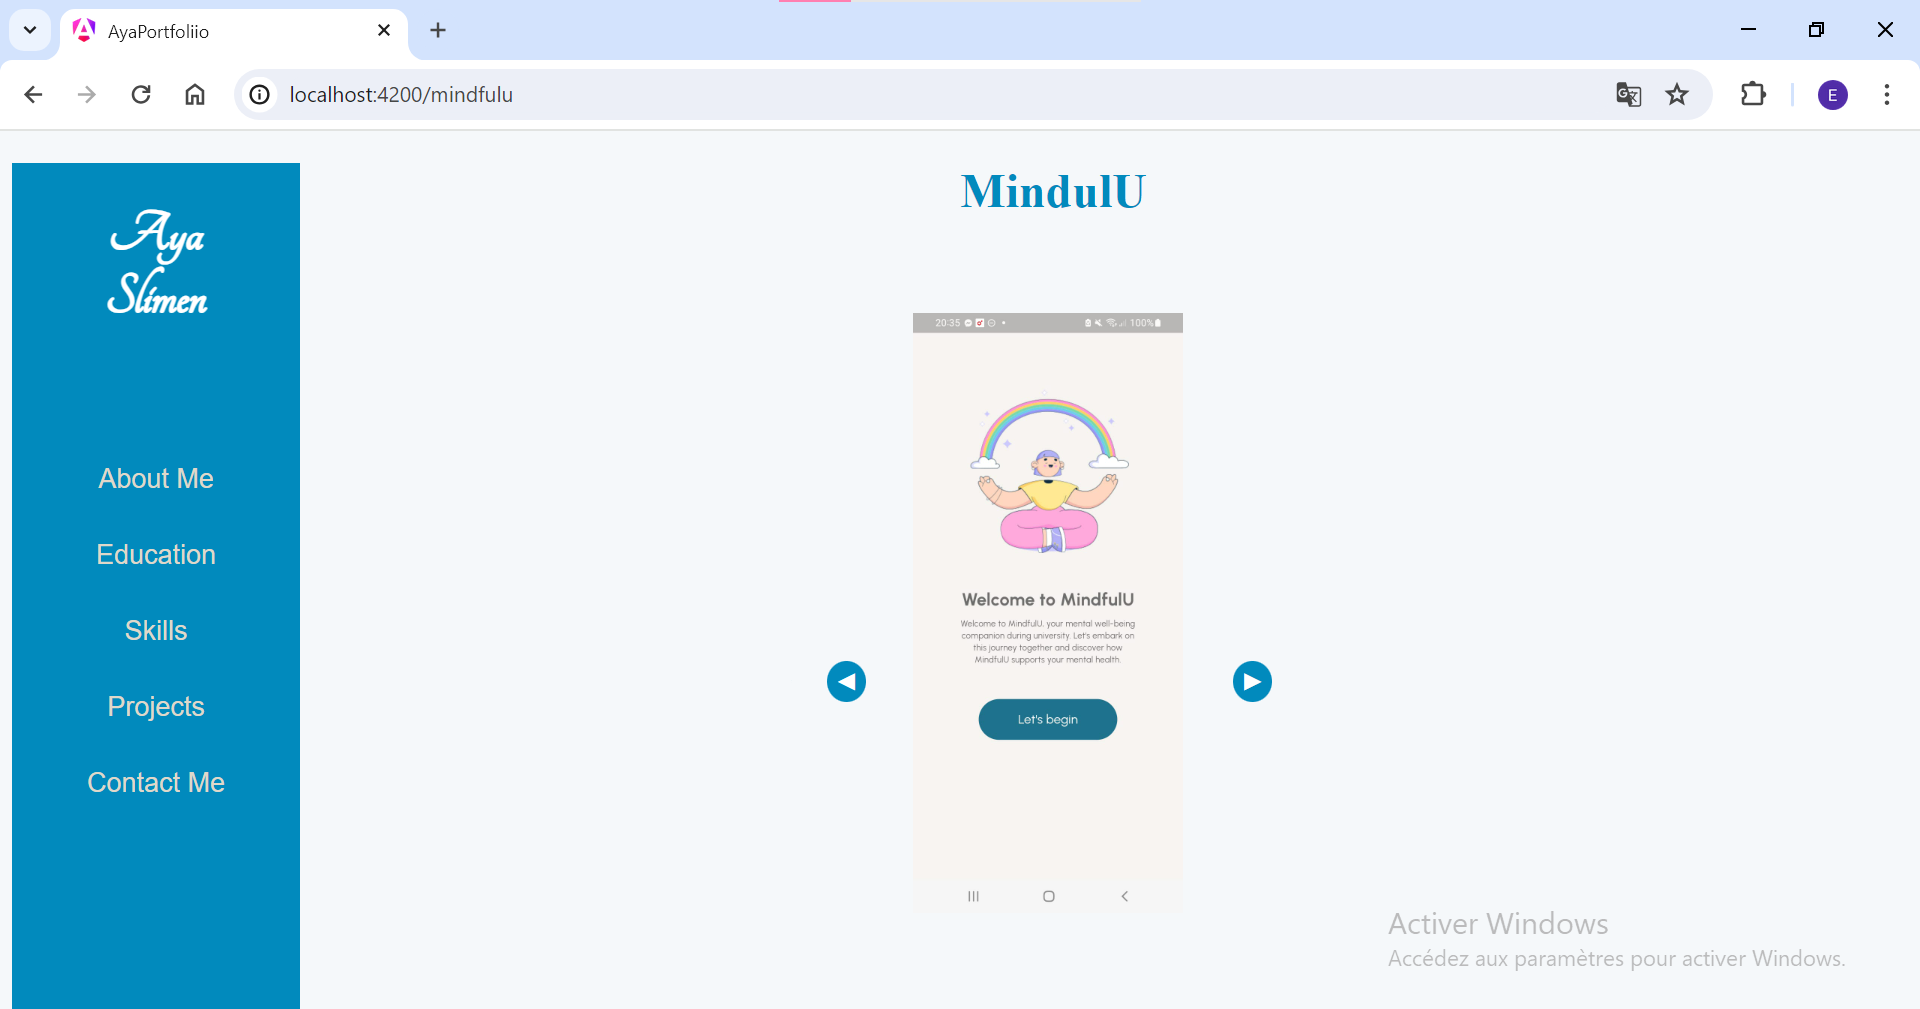 AyaPortfoliio
localhost:4200/mindfulu
E
Aya
Slimen
About Me
Education
Skills
Projects
Contact Me
MindulU
20:35
100%
Welcome to MindfulU
Welcome to MindfulU, your mental well-being
companion during university. Let's embark on
this journey together and discover how
MindfulU supports your mental health.
Let's begin
Activer Windows
Accédez aux paramètres pour activer Windows.